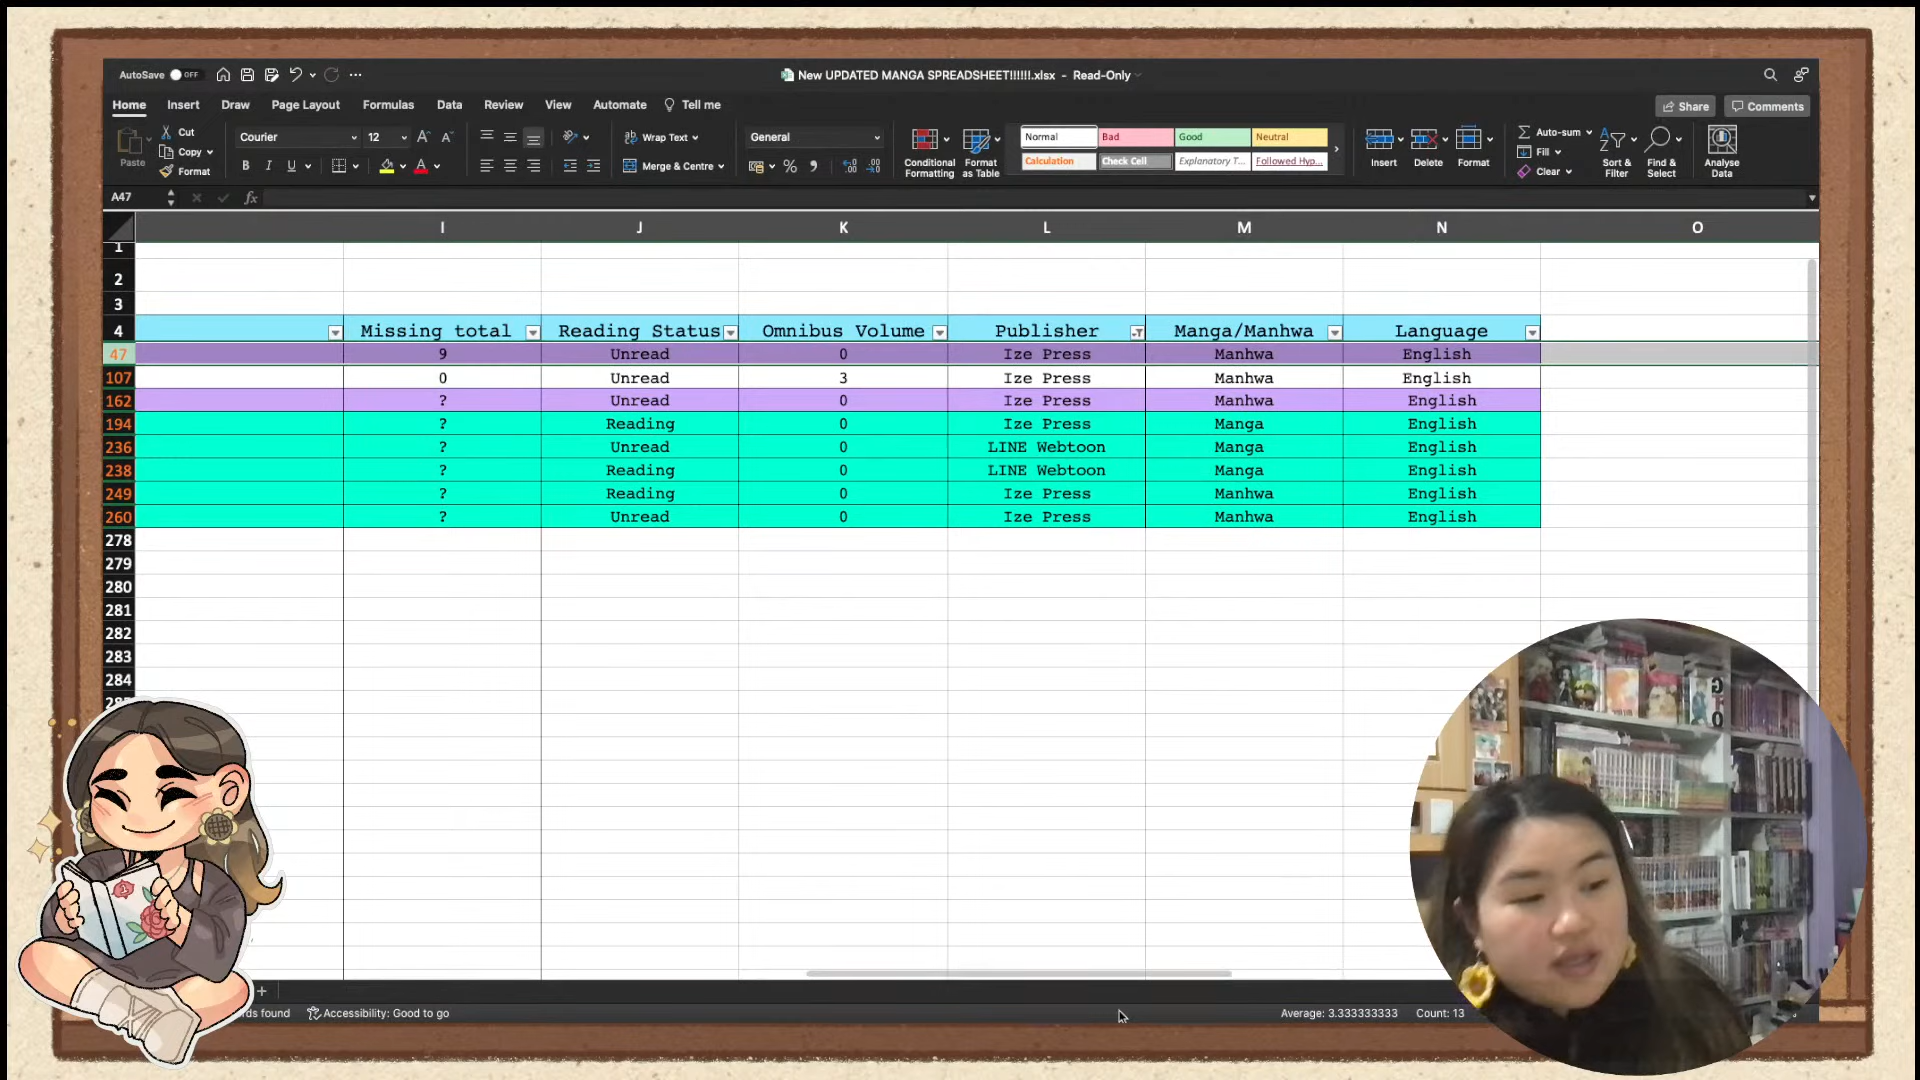 AutoSave OFF New UPDATED MANGA SPREADSHEET!!!!!!.xlsx - Read-Only
Home Insert Draw Page Layout Formulas Data Review View Automate Tell me Share Comments
Paste Cut Copy Format
Courier 12
B I U A
Wrap Text
Merge & Centre
General
Conditional Formatting
Format as Table
Normal Bad Good Neutral
Calculation Check Cell Explanatory T... Followed Hyp...
Insert Delete Format
Auto-sum
Fill
Clear
Sort & Filter
Find & Select
Analyse Data
A47 fx
I J K L M N O
1
2
3
4 Missing total Reading Status Omnibus Volume Publisher Manga/Manhwa Language
47 9 Unread 0 Ize Press Manhwa English
107 0 Unread 3 Ize Press Manhwa English
162 ? Unread 0 Ize Press Manhwa English
194 ? Reading 0 Ize Press Manga English
236 ? Unread 0 LINE Webtoon Manga English
238 ? Reading 0 LINE Webtoon Manga English
249 ? Reading 0 Ize Press Manhwa English
260 ? Unread 0 Ize Press Manhwa English
278
279
280
281
282
283
284
found Accessibility: Good to go Average: 3.333333333 Count: 13